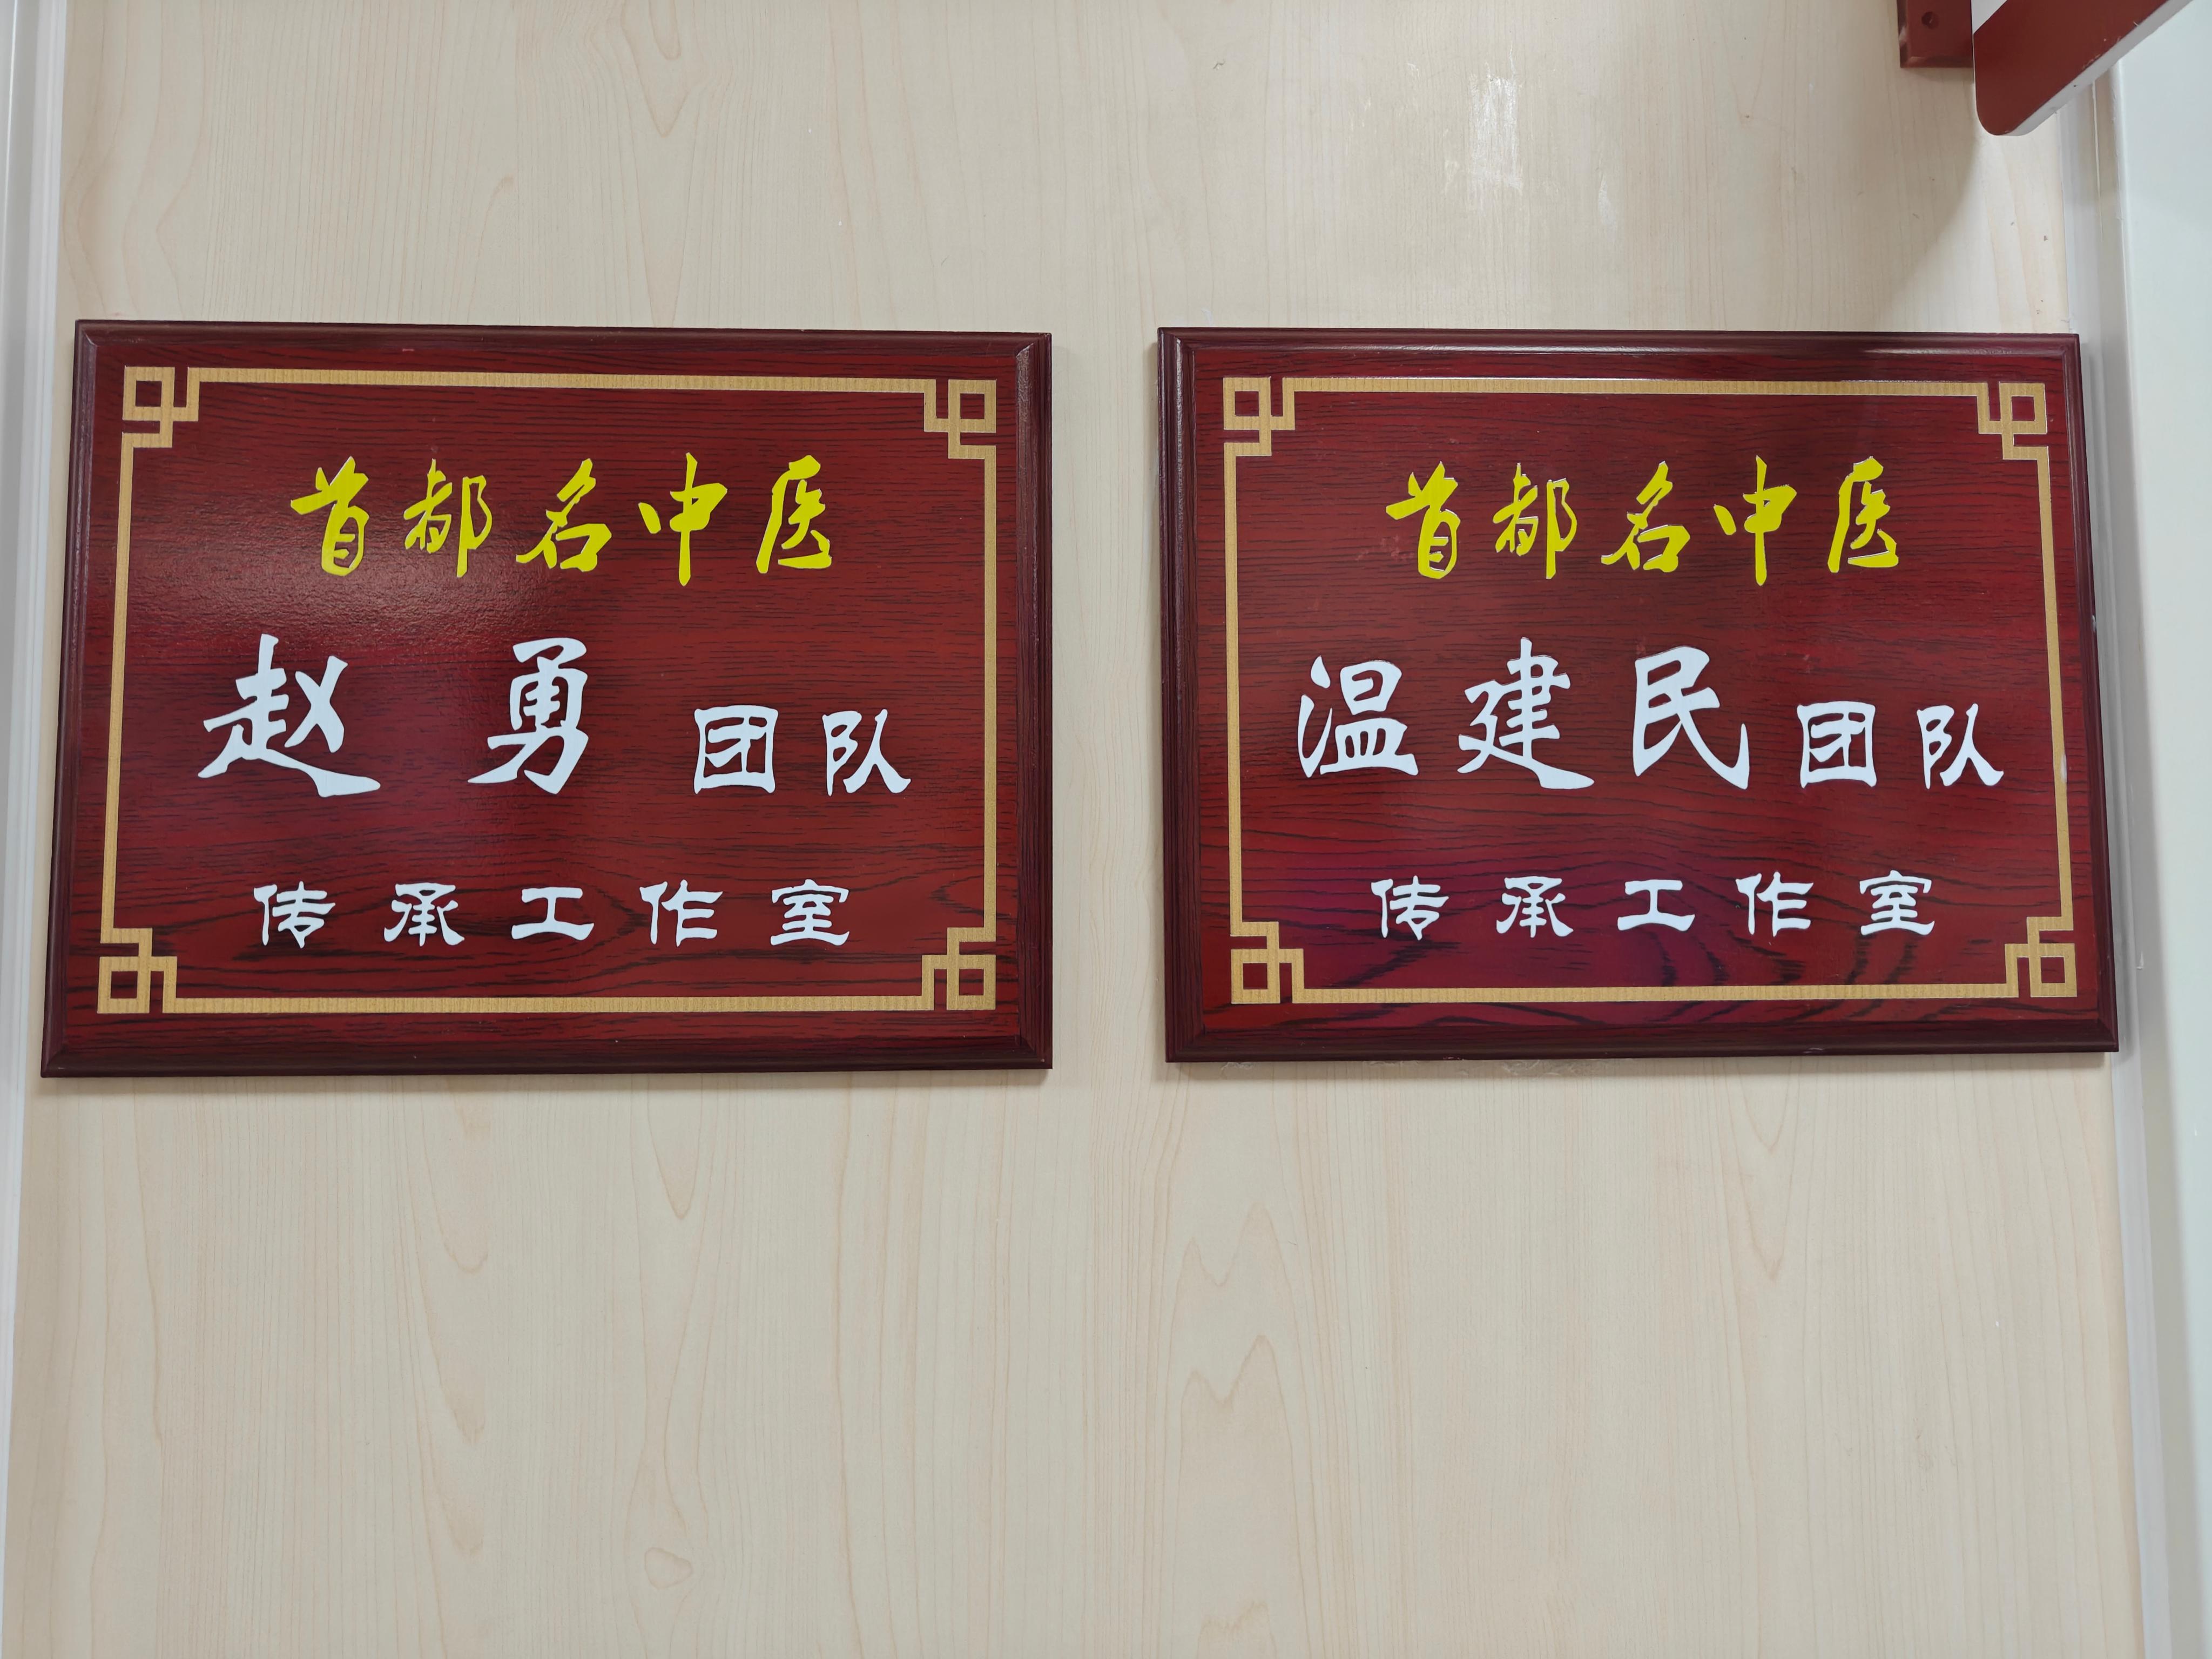 首都名中医
赵勇团队
传承工作室
首都名中医
温建民团队
传承工作室